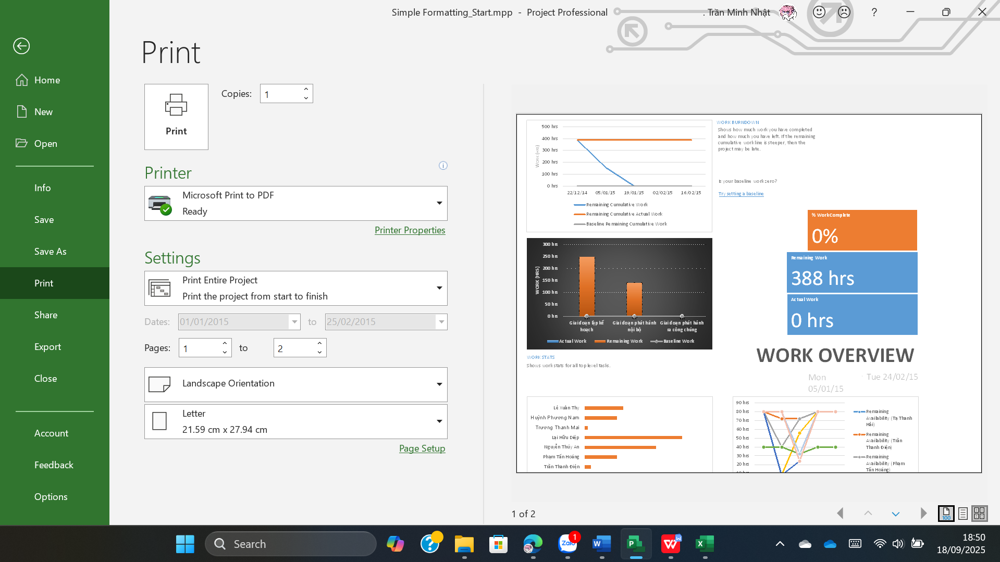 Simple Formatting_Start.mpp - Project Professional
. Trần Minh Nhật
?
Home
New
Open
Info
Save
Save As
Print
Share
Export
Close
Account
Feedback
Options
Print
Print
Copies: 1
Printer
Microsoft Print to PDF
Ready
Printer Properties
Settings
Print Entire Project
Print the project from start to finish
Dates: 01/01/2015 to 25/02/2015
Pages: 1 to 2
Landscape Orientation
Letter
21.59 cm x 27.94 cm
Page Setup
500 hrs
400 hrs
300 hrs
200 hrs
100 hrs
0 hrs
WORK (HRS)
22/12/14 05/01/15 19/01/15 02/02/15 16/02/15
Remaining Cumulative Work
Remaining Cumulative Actual Work
Baseline Remaining Cumulative Work
WORK BURNDOWN
Shows how much work you have completed
and how much you have left. If the remaining
cumulative work line is steeper, then the
project may be late.
Is your baseline work zero?
Try setting a baseline
% Work Complete
0%
Remaining Work
388 hrs
Actual Work
0 hrs
300 hrs
250 hrs
200 hrs
150 hrs
100 hrs
50 hrs
0 hrs
WORK (HRS)
Giai đoạn lập kế hoạch
Giai đoạn phát hành nội bộ
Giai đoạn phát hành ra công chúng
Actual Work Remaining Work Baseline Work
WORK STATS
Shows work stats for all top level tasks.
WORK OVERVIEW
Mon
05/01/15
- Tue 24/02/15
Lê Xuân Thy
Huỳnh Phương Nam
Trương Thanh Mai
Lại Hữu Diệp
Nguyễn Thúy An
Phạm Tấn Hoàng
Trần Thanh Điện
90 hrs
80 hrs
70 hrs
60 hrs
50 hrs
40 hrs
30 hrs
20 hrs
Remaining
Availability (Tạ Thanh
Hải)
Remaining
Availability (Trần
Thanh Điện)
Remaining
Availability (Phạm
Tấn Hoàng)
1 of 2
100
Search
Zalo
1
W
P
W
X
18:50
18/09/2025